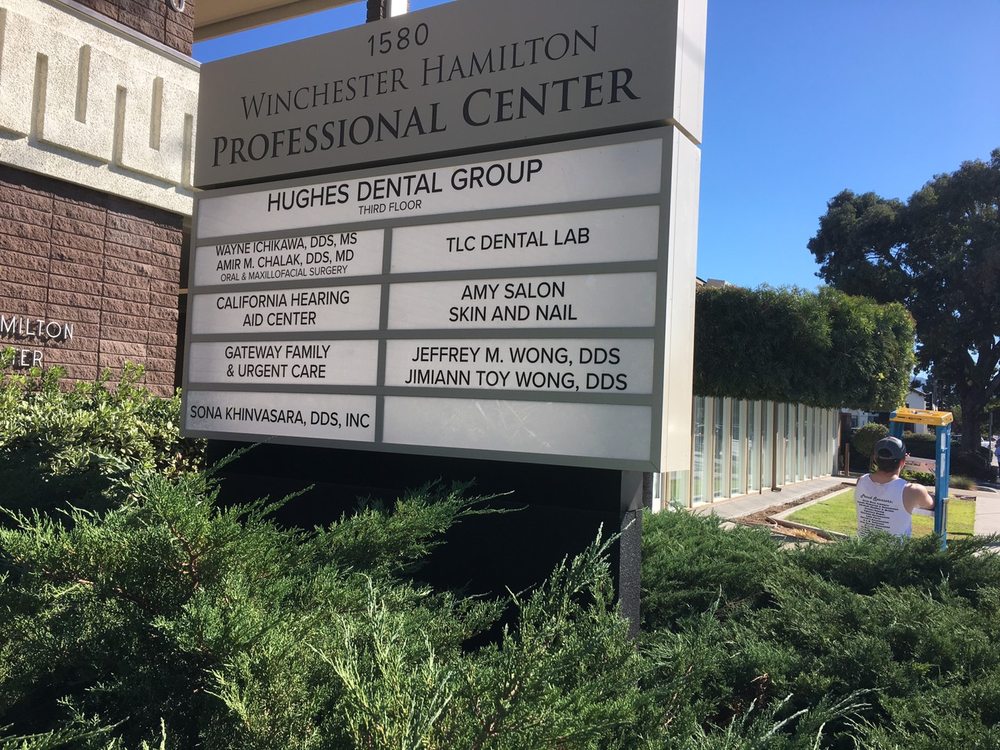 1580
WINCHESTER HAMILTON
PROFESSIONAL CENTER
HUGHES DENTAL GROUP
THIRD FLOOR
WAYNE ICHIKAWA, DDS, MS
AMIR M. CHALAK, DDS, MD
ORAL & MAXILLOFACIAL SURGERY
TLC DENTAL LAB
CALIFORNIA HEARING
AID CENTER
AMY SALON
SKIN AND NAIL
GATEWAY FAMILY
& URGENT CARE
JEFFREY M. WONG, DDS
JIMIANN TOY WONG, DDS
SONA KHINVASARA, DDS, INC
AMILTON
TER